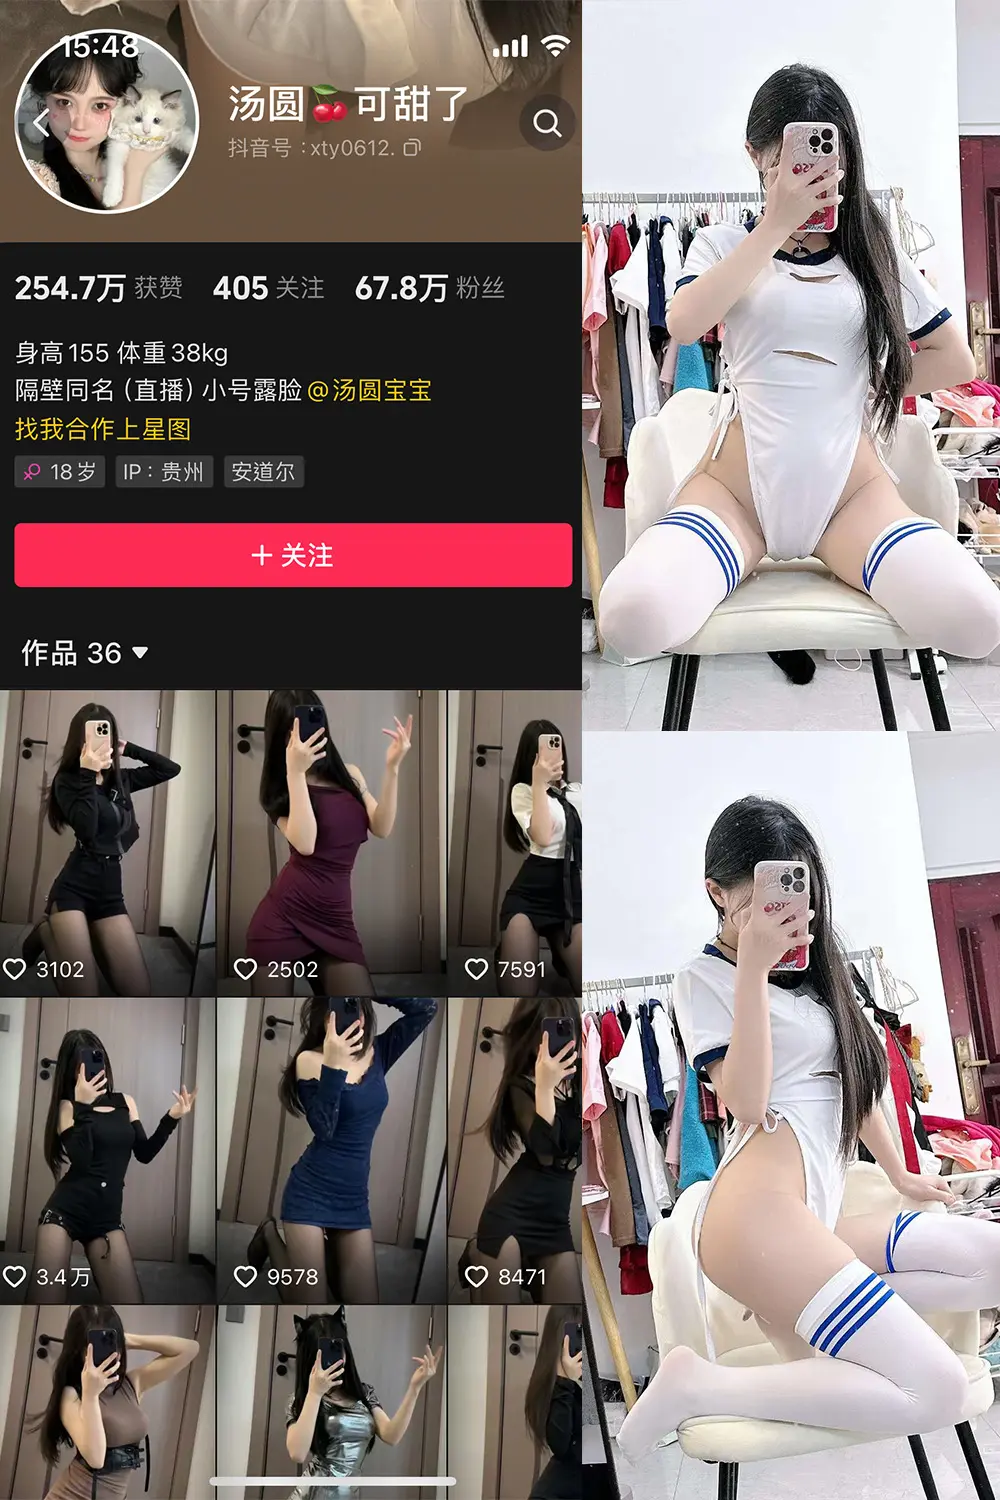 15:48
汤圆🍒可甜了
抖音号：xty0612.
254.7万 获赞 405 关注 67.8万 粉丝
身高155 体重38kg
隔壁同名（直播）小号露脸@汤圆宝宝
找我合作上星图
18岁 IP：贵州 安道尔
+ 关注
作品 36
3102 2502 7591
3.4万 9578 8471